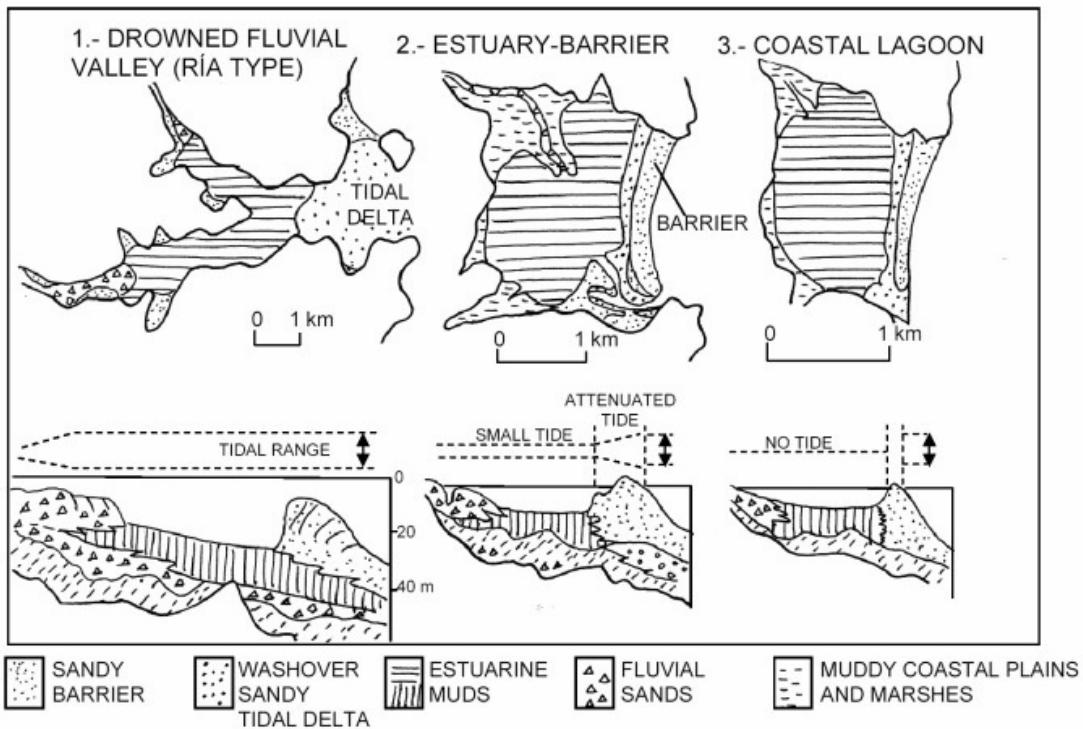 1.- DROWNED FLUVIAL
VALLEY (RÍA TYPE)
2.- ESTUARY-BARRIER
3.- COASTAL LAGOON
TIDAL
DELTA
BARRIER
0 1 km
0 1 km
0 1 km
TIDAL RANGE
0
20
40 m
SMALL TIDE
ATTENUATED
TIDE
NO TIDE
SANDY
BARRIER
WASHOVER
SANDY
TIDAL DELTA
ESTUARINE
MUDS
FLUVIAL
SANDS
MUDDY COASTAL PLAINS
AND MARSHES